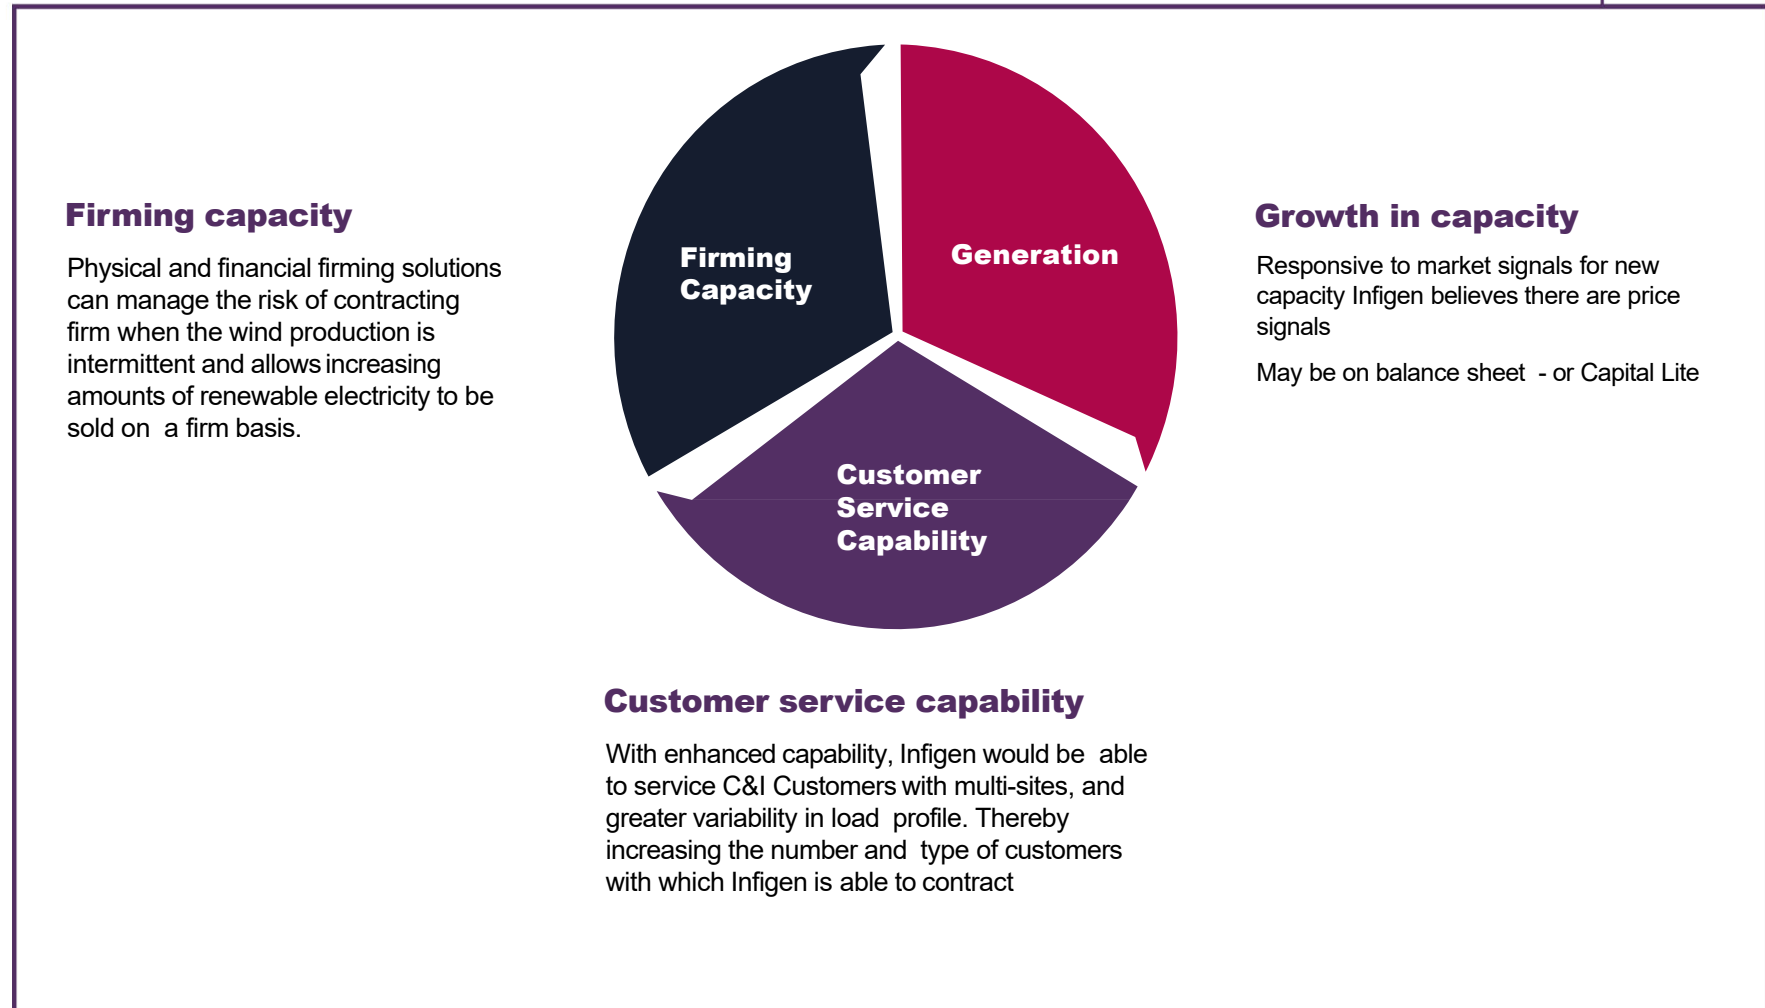 Firming capacity
Physical and financial firming solutions
can manage the risk of contracting
firm when the wind production is
intermittent and allows increasing
amounts of renewable electricity to be
sold on a firm basis.
Firming
Capacity
Generation
Customer
Service
Capability
Growth in capacity
Responsive to market signals for new
capacity Infigen believes there are price
signals
May be on balance sheet - or Capital Lite
Customer service capability
With enhanced capability, Infigen would be able
to service C&I Customers with multi-sites, and
greater variability in load profile. Thereby
increasing the number and type of customers
with which Infigen is able to contract